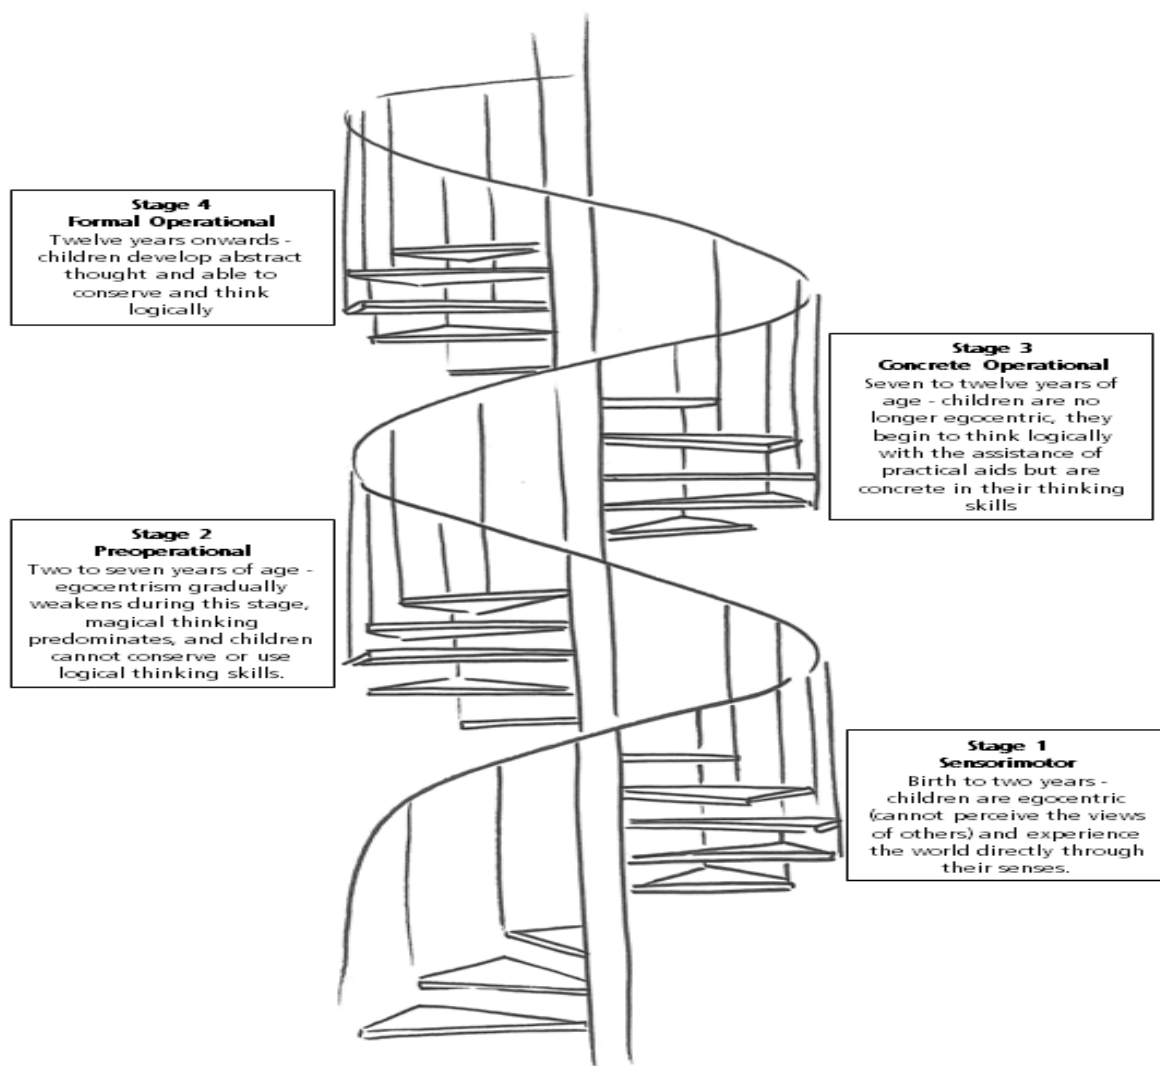 Stage 4
Formal Operational
Twelve years onwards -
children develop abstract
thought and able to
conserve and think
logically
Stage 3
Concrete Operational
Seven to twelve years of
age - children are no
longer egocentric, they
begin to think logically
with the assistance of
practical aids but are
concrete in their thinking
skills
Stage 2
Preoperational
Two to seven years of age -
egocentrism gradually
weakens during this stage,
magical thinking
predominates, and children
cannot conserve or use
logical thinking skills.
Stage 1
Sensorimotor
Birth to two years -
children are egocentric
(cannot perceive the views
of others) and experience
the world directly through
their senses.